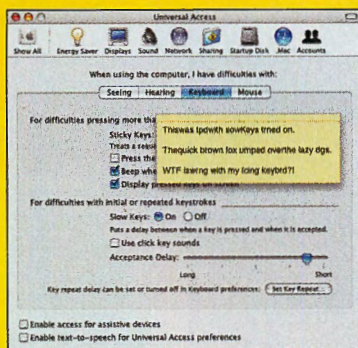 Universal Access
Show All Energy Saver Displays Sound Network Sharing Startup Disk .Mac Accounts
When using the computer, I have difficulties with:
Seeing Hearing Keyboard Mouse
For difficulties pressing more tha
Sticky Keys:
Treats a
Press the
Beep whe
Display pressed keys on screen
Thiswas tpdwith sowKeys trned on.
Thequick brown fox umped overthe lazy dgs.
WTF iswrng with my
keybrd?!
For difficulties with initial or repeated keystrokes
Slow Keys: On Off
Puts a delay between when a key is pressed and when it is accepted.
Use click key sounds
Acceptance Delay:
Long Short
Key repeat delay can be set or turned off in Keyboard preferences: Set Key Repeat...
Enable access for assistive devices
Enable text-to-speech for Universal Access preferences